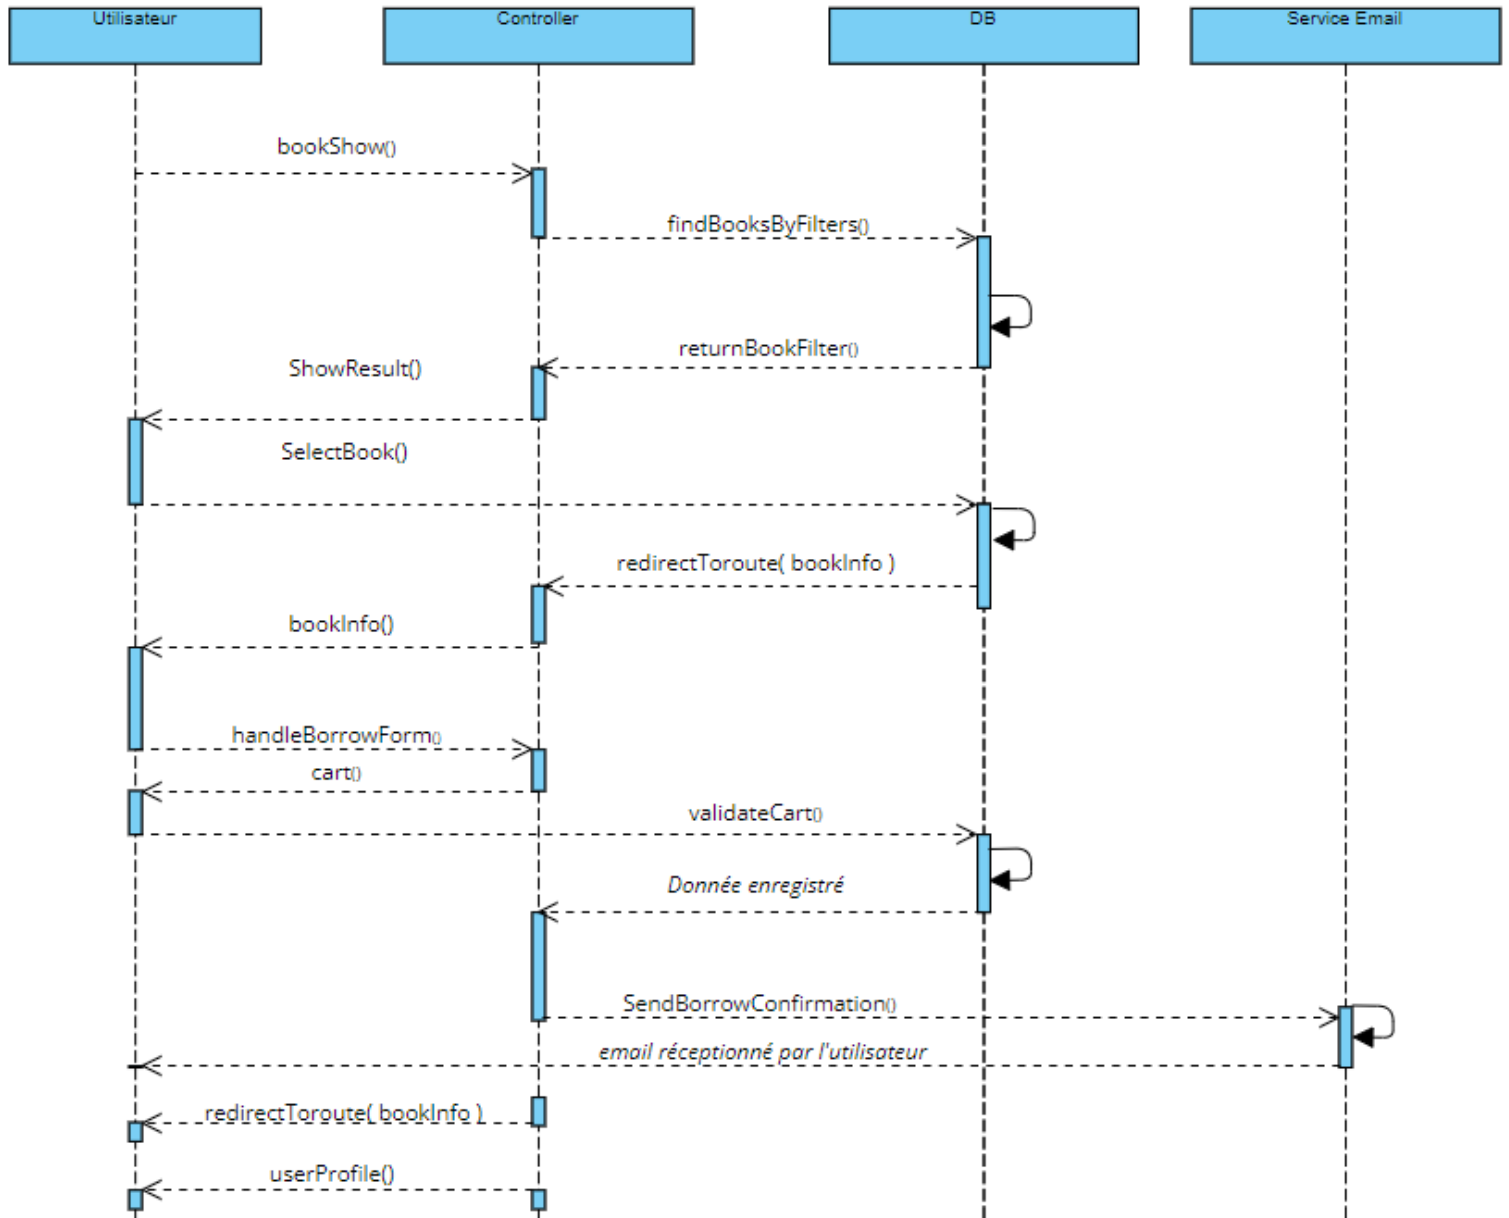 Utilisateur
Controller
DB
Service Email
bookShow()
findBooksByFilters()
returnBookFilter()
ShowResult()
SelectBook()
redirectToroute( bookInfo )
bookInfo()
handleBorrowForm()
cart()
validateCart()
Donnée enregistré
SendBorrowConfirmation()
email réceptionné par l'utilisateur
redirectToroute( bookInfo )
userProfile()